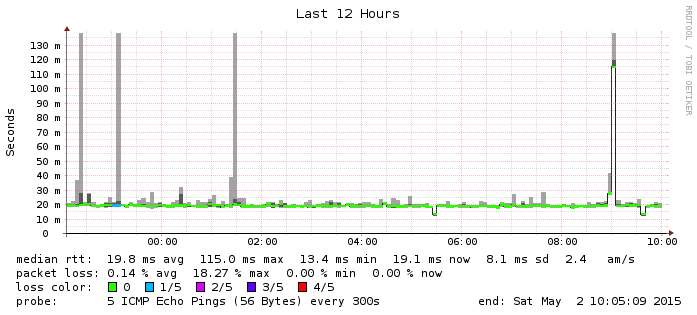 Last 12 Hours
RRDTOOL / TOBI OETIKER
Seconds
130 m
120 m
110 m
100 m
90 m
80 m
70 m
60 m
50 m
40 m
30 m
20 m
10 m
0
00:00 02:00 04:00 06:00 08:00 10:00
median rtt: 19.8 ms avg 115.0 ms max 13.4 ms min 19.1 ms now 8.1 ms sd 2.4 am/s
packet loss: 0.14 % avg 18.27 % max 0.00 % min 0.00 % now
loss color: 0 1/5 2/5 3/5 4/5
probe: 5 ICMP Echo Pings (56 Bytes) every 300s end: Sat May 2 10:05:09 2015